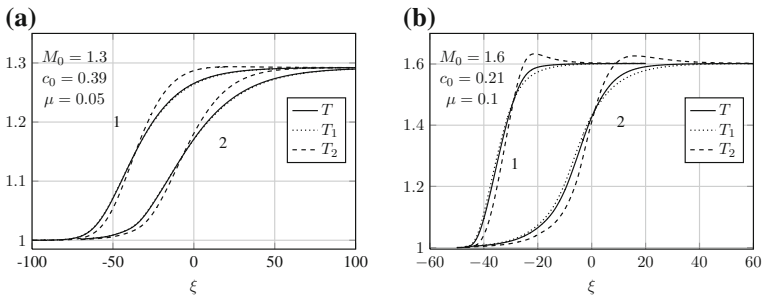 (a)
M₀ = 1.3
c₀ = 0.39
μ = 0.05
1
2
T
T₁
T₂
1.3
1.2
1.1
1
-100 -50 0 50 100
ξ
(b)
M₀ = 1.6
c₀ = 0.21
μ = 0.1
1
2
T
T₁
T₂
1.6
1.4
1.2
1
−60 −40 −20 0 20 40 60
ξ